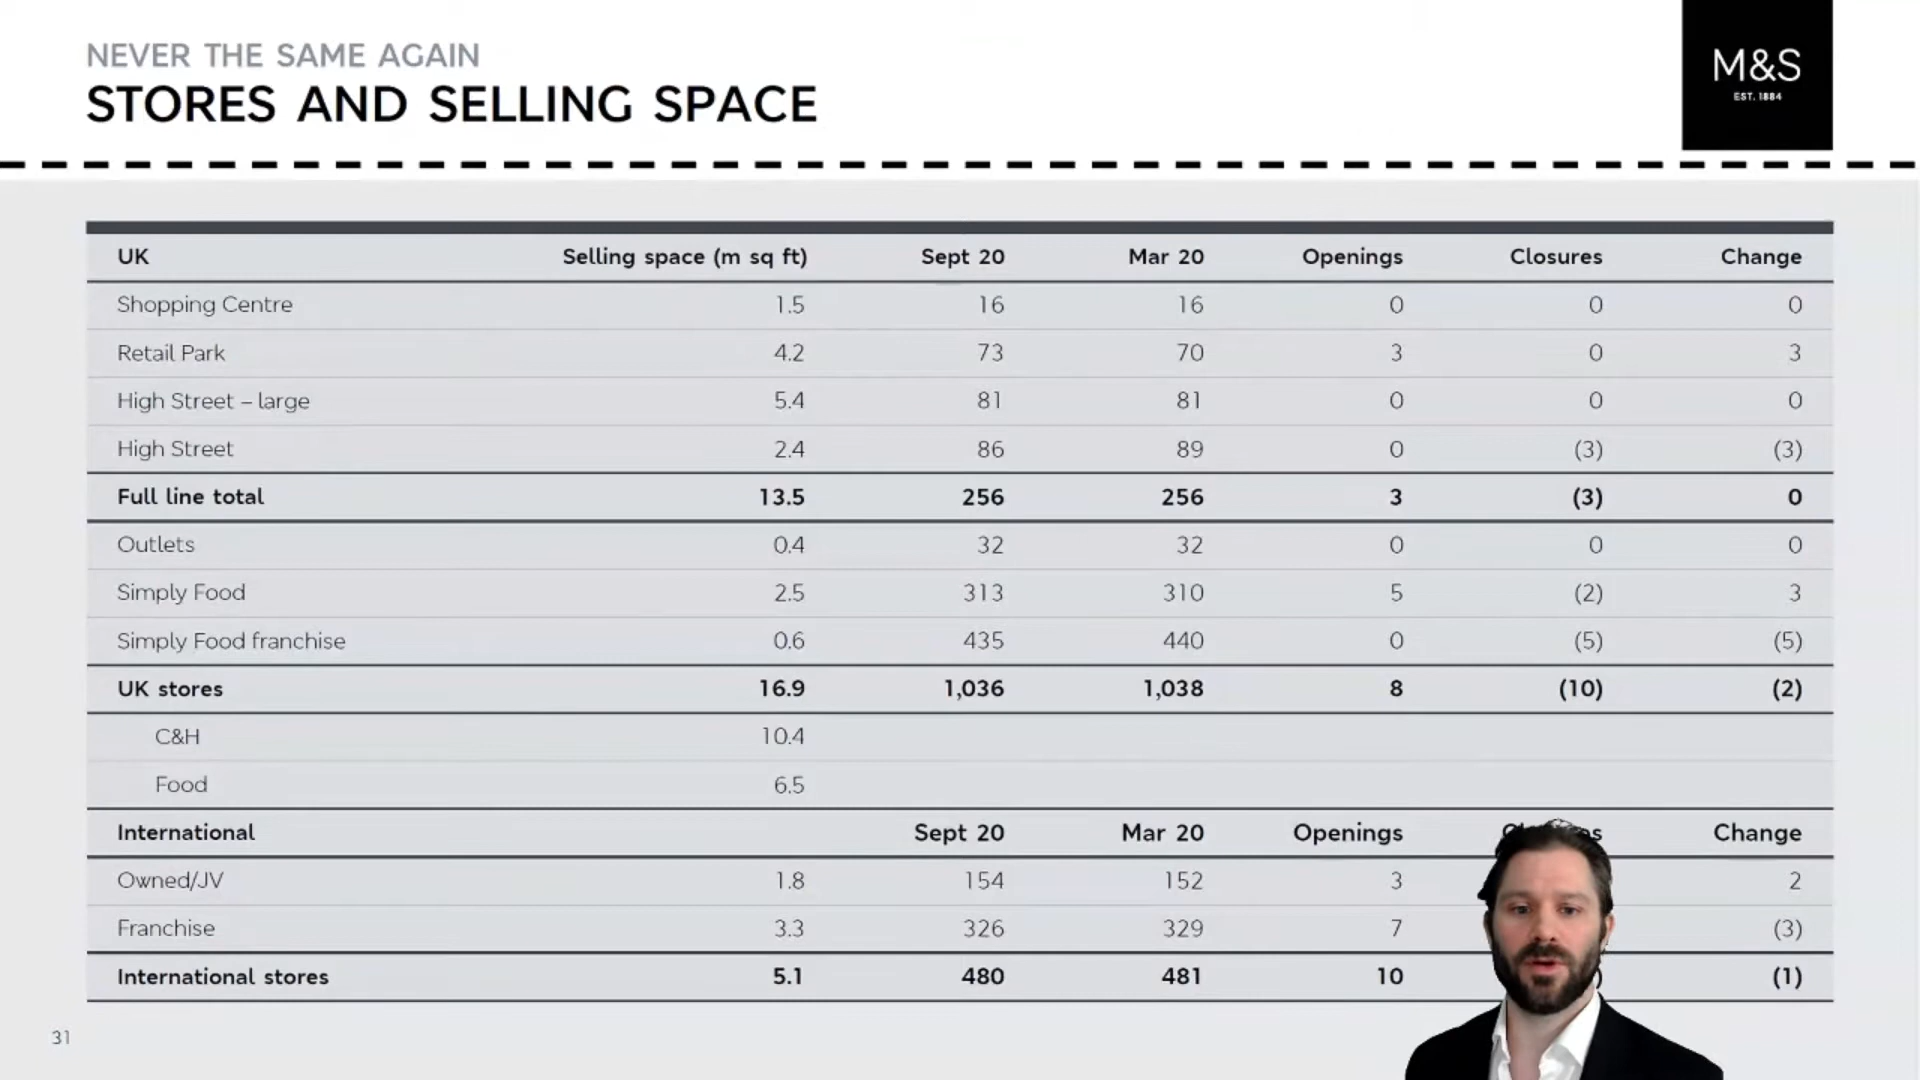 NEVER THE SAME AGAIN
STORES AND SELLING SPACE
M&S
EST. 1884
UK Selling space (m sq ft) Sept 20 Mar 20 Openings Closures Change
Shopping Centre 1.5 16 16 0 0 0
Retail Park 4.2 73 70 3 0 3
High Street – large 5.4 81 81 0 0 0
High Street 2.4 86 89 0 (3) (3)
Full line total 13.5 256 256 3 (3) 0
Outlets 0.4 32 32 0 0 0
Simply Food 2.5 313 310 5 (2) 3
Simply Food franchise 0.6 435 440 0 (5) (5)
UK stores 16.9 1,036 1,038 8 (10) (2)
C&H 10.4
Food 6.5
International Sept 20 Mar 20 Openings Change
Owned/JV 1.8 154 152 3 2
Franchise 3.3 326 329 7 (3)
International stores 5.1 480 481 10 (1)
31